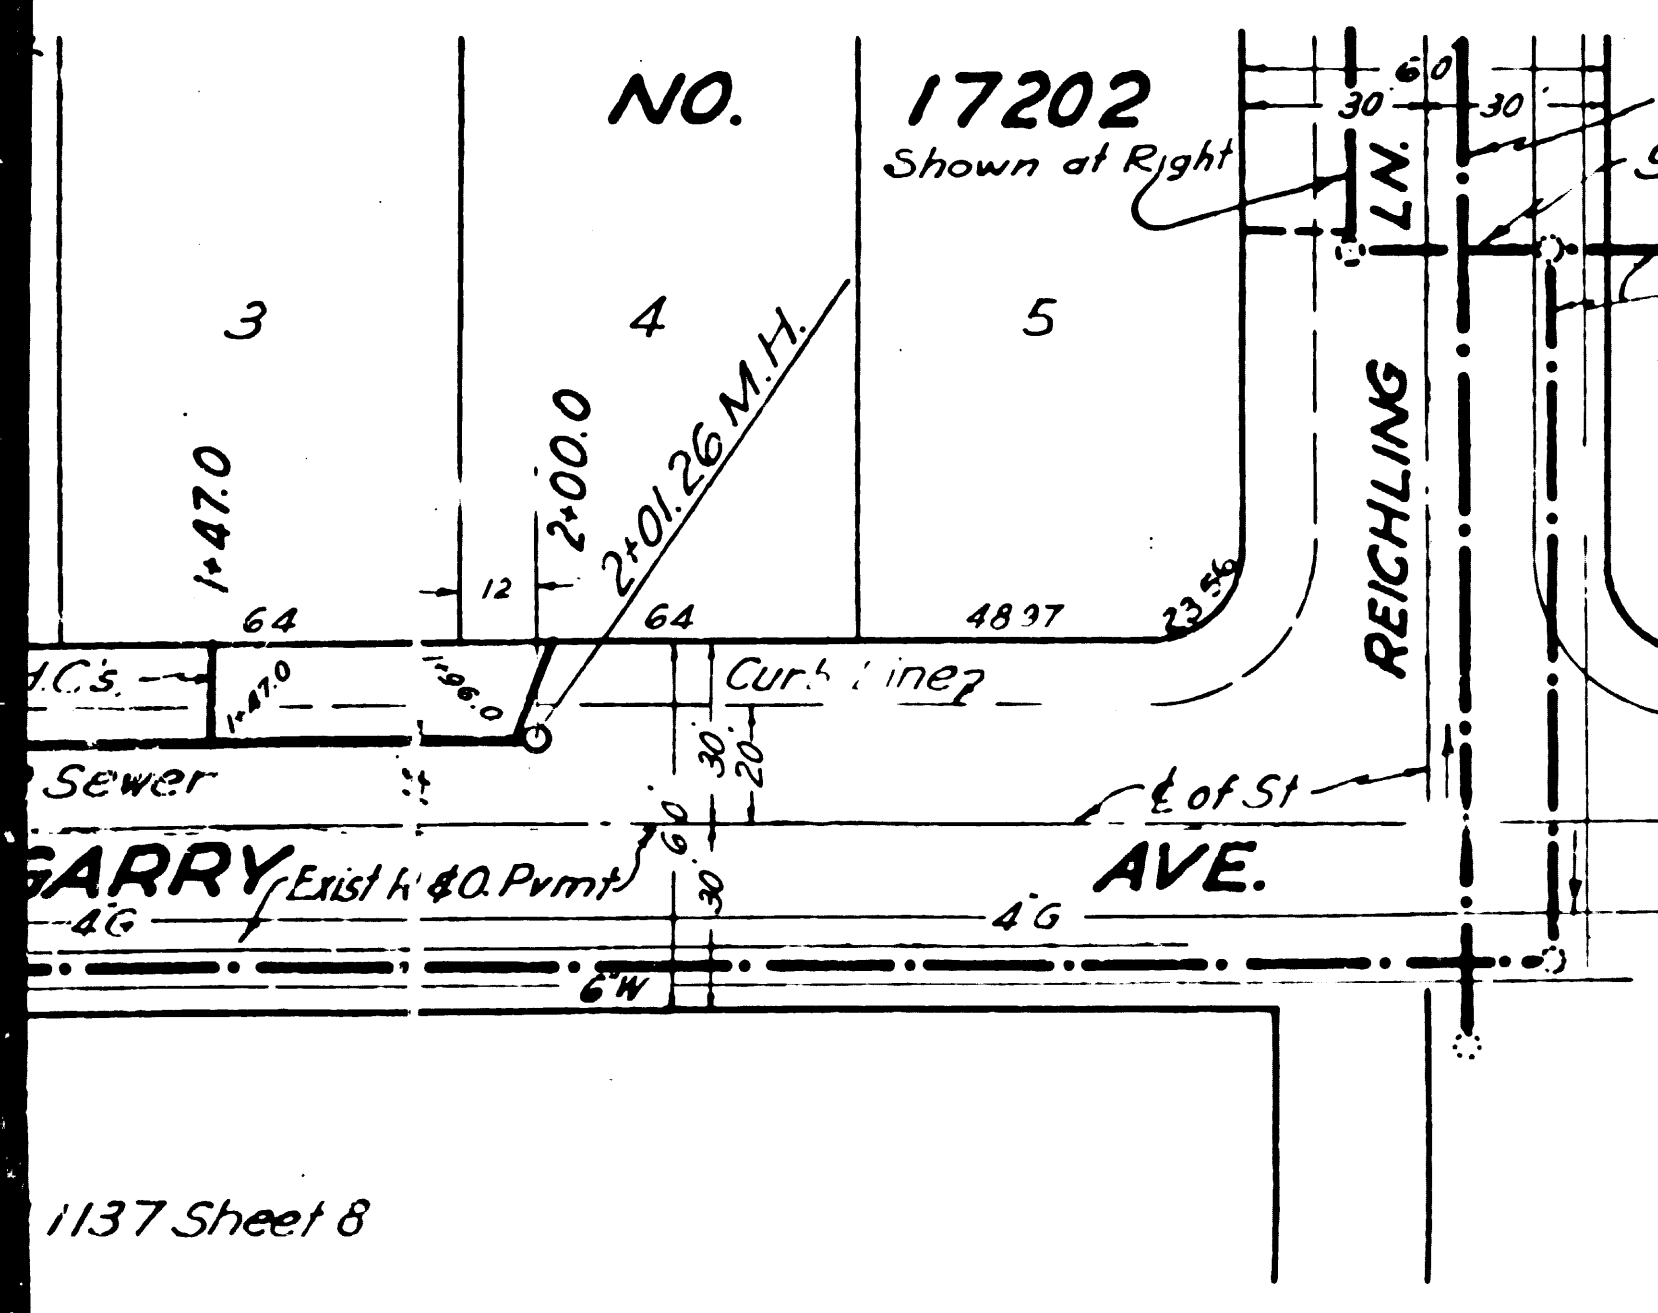 NO. 17202
Shown at Right
60
30' 30'
LN.
3 4 5
1+47.0
2+00.0
2+01.26 M.H.
REICHLING
12
64 64 48 37 23.56
H.C's.
1+47.0
1+96.0
Curb Line
30'
20'
Sewer
60
℄ of St
GARRY AVE.
Exist R & O. Pvmt
30'
4"G 4"G
6"W
1137 Sheet 8